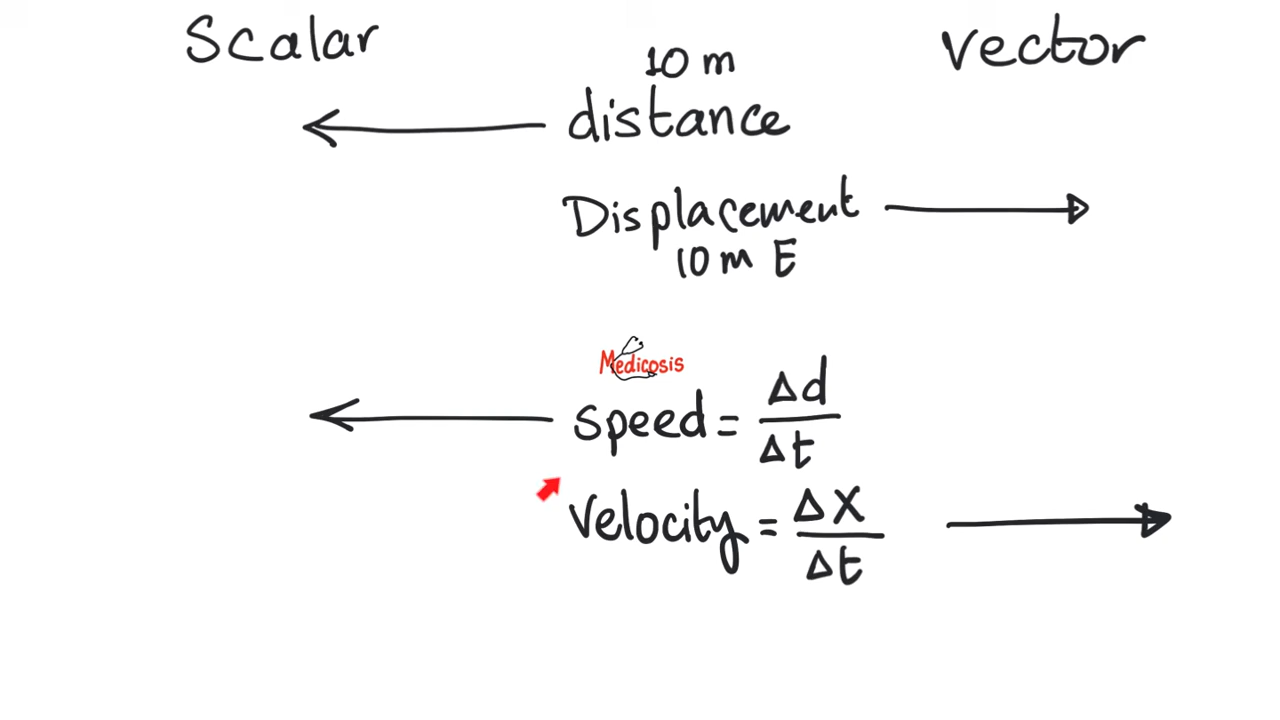 Scalar
vector
10 m
distance
Displacement
10 m E
Medicosis
speed = Δd / Δt
Velocity = ΔX / Δt